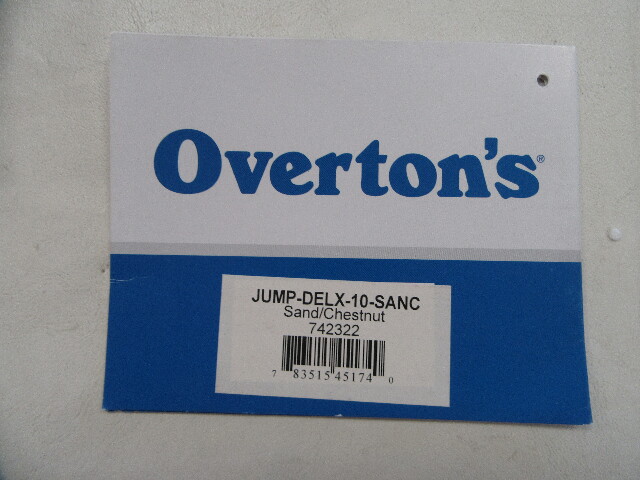 Overton's®
JUMP-DELX-10-SANC
Sand/Chestnut
742322
7 83515 45174 0